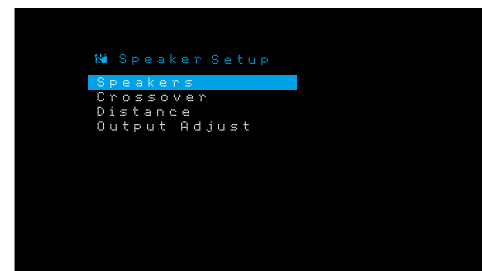 Speaker Setup
Speakers
Crossover
Distance
Output Adjust